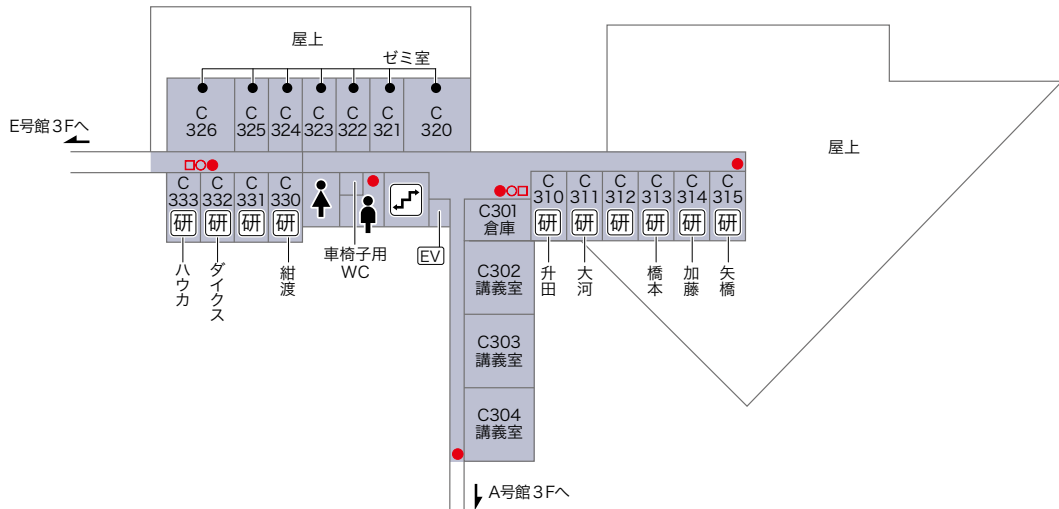 屋上
ゼミ室
C
326
C
325
C
324
C
323
C
322
C
321
C
320
E号館3Fへ
屋上
C
333
研
C
332
研
C
331
研
C
330
研
ハウカ
ダイクス
紺渡
車椅子用
WC
EV
C301
倉庫
C
310
研
C
311
研
C
312
研
C
313
研
C
314
研
C
315
研
升田
大河
橋本
加藤
矢橋
C302
講義室
C303
講義室
C304
講義室
A号館3Fへ